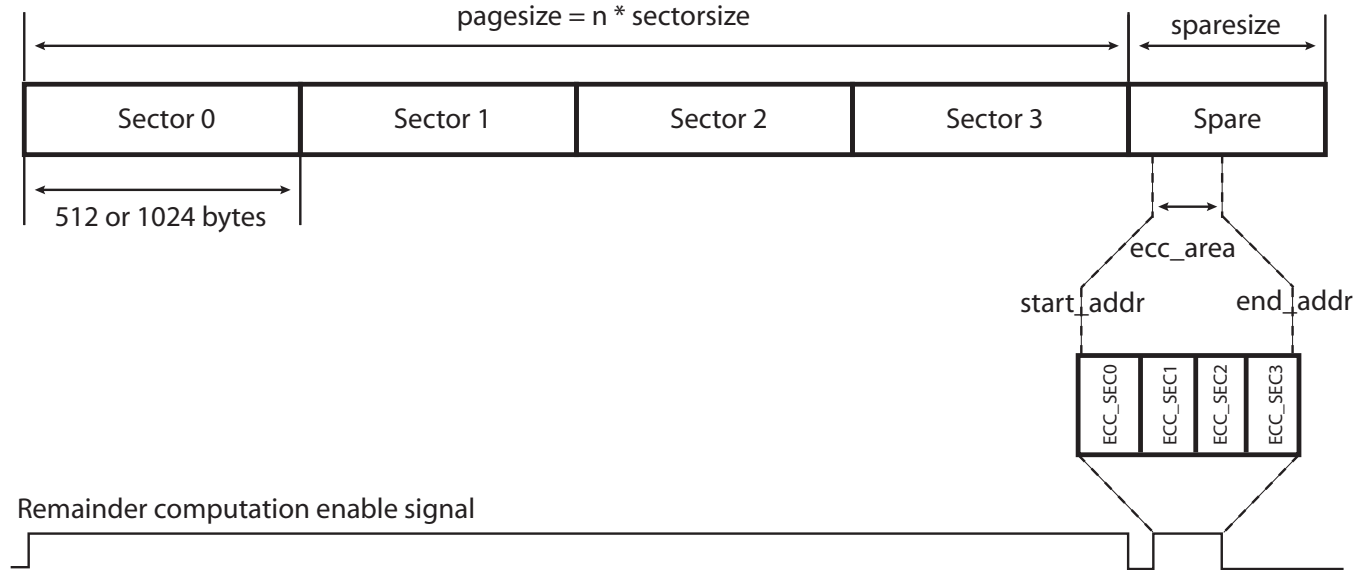 pagesize = n * sectorsize
sparesize
Sector 0
Sector 1
Sector 2
Sector 3
Spare
512 or 1024 bytes
ecc_area
start_addr
end_addr
ECC_SEC0
ECC_SEC1
ECC_SEC2
ECC_SEC3
Remainder computation enable signal